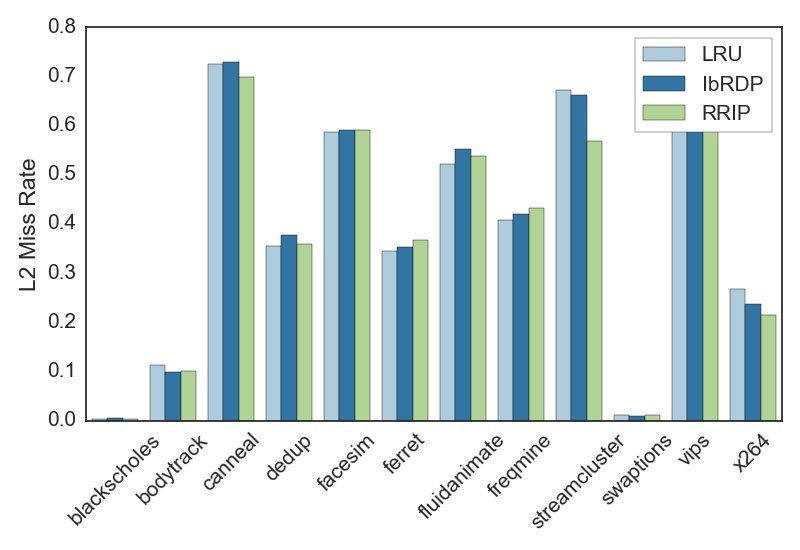 L2 Miss Rate
0.8
0.7
0.6
0.5
0.4
0.3
0.2
0.1
0.0
LRU
IbRDP
RRIP
blackscholes
bodytrack
canneal
dedup
facesim
ferret
fluidanimate
freqmine
streamcluster
swaptions
vips
x264